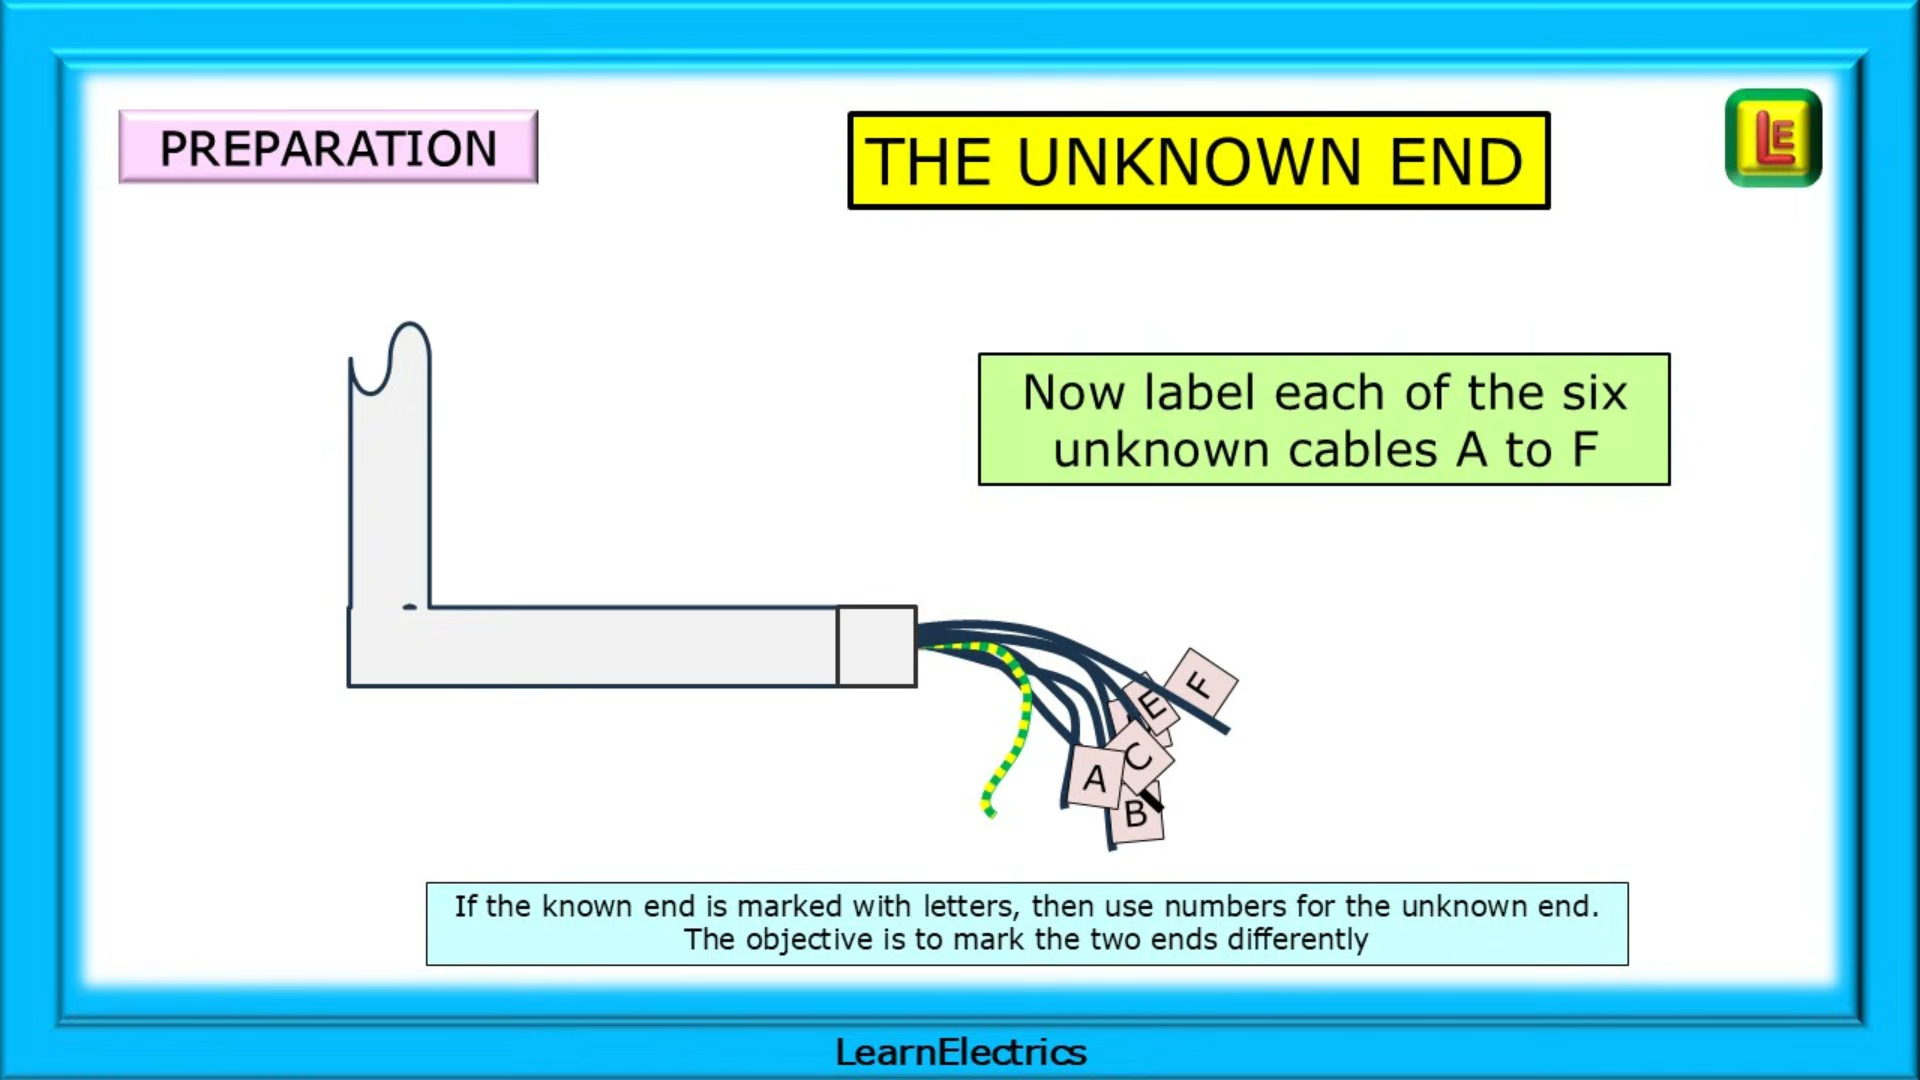 PREPARATION
THE UNKNOWN END
LE
Now label each of the six
unknown cables A to F
F
E
C
A
B
If the known end is marked with letters, then use numbers for the unknown end.
The objective is to mark the two ends differently
LearnElectrics